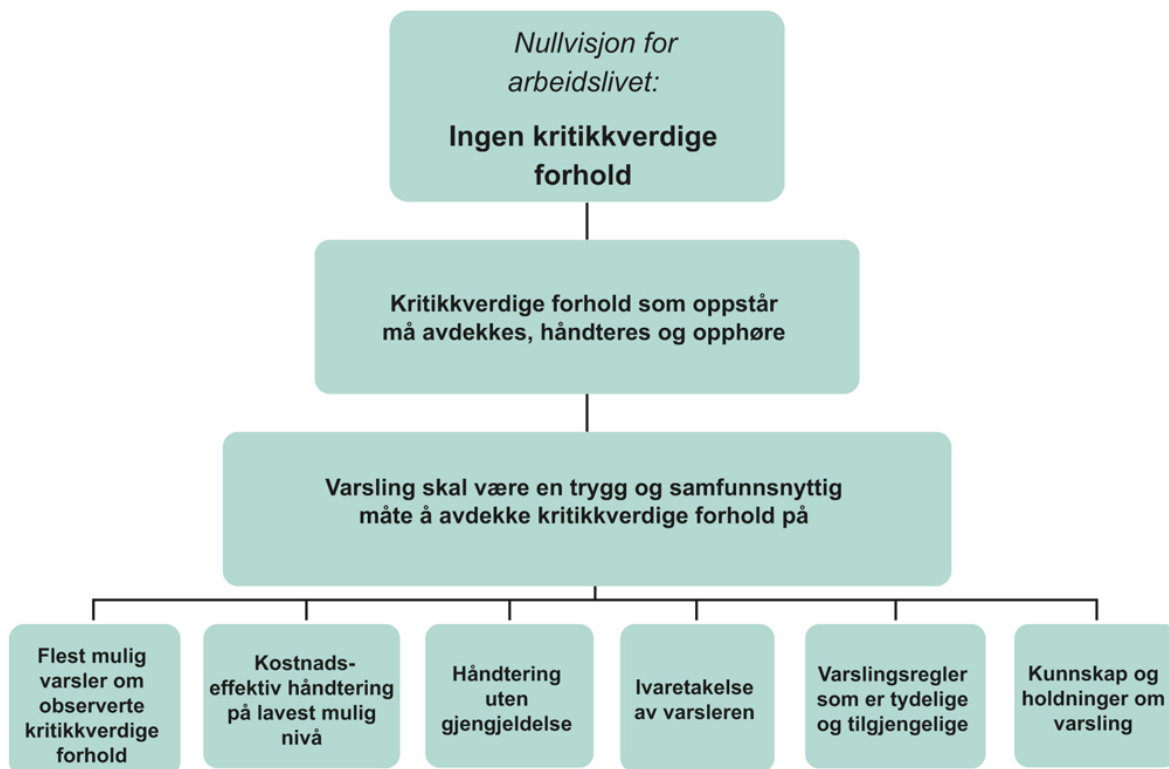 Nullvisjon for
arbeidslivet:
Ingen kritikkverdige
forhold
Kritikkverdige forhold som oppstår
må avdekkes, håndteres og opphøre
Varsling skal være en trygg og samfunnsnyttig
måte å avdekke kritikkverdige forhold på
Flest mulig
varsler om
observerte
kritikkverdige
forhold
Kostnads-
effektiv håndtering
på lavest mulig
nivå
Håndtering
uten
gjengjeldelse
Ivaretakelse
av varsleren
Varslingsregler
som er tydelige
og tilgjengelige
Kunnskap og
holdninger om
varsling